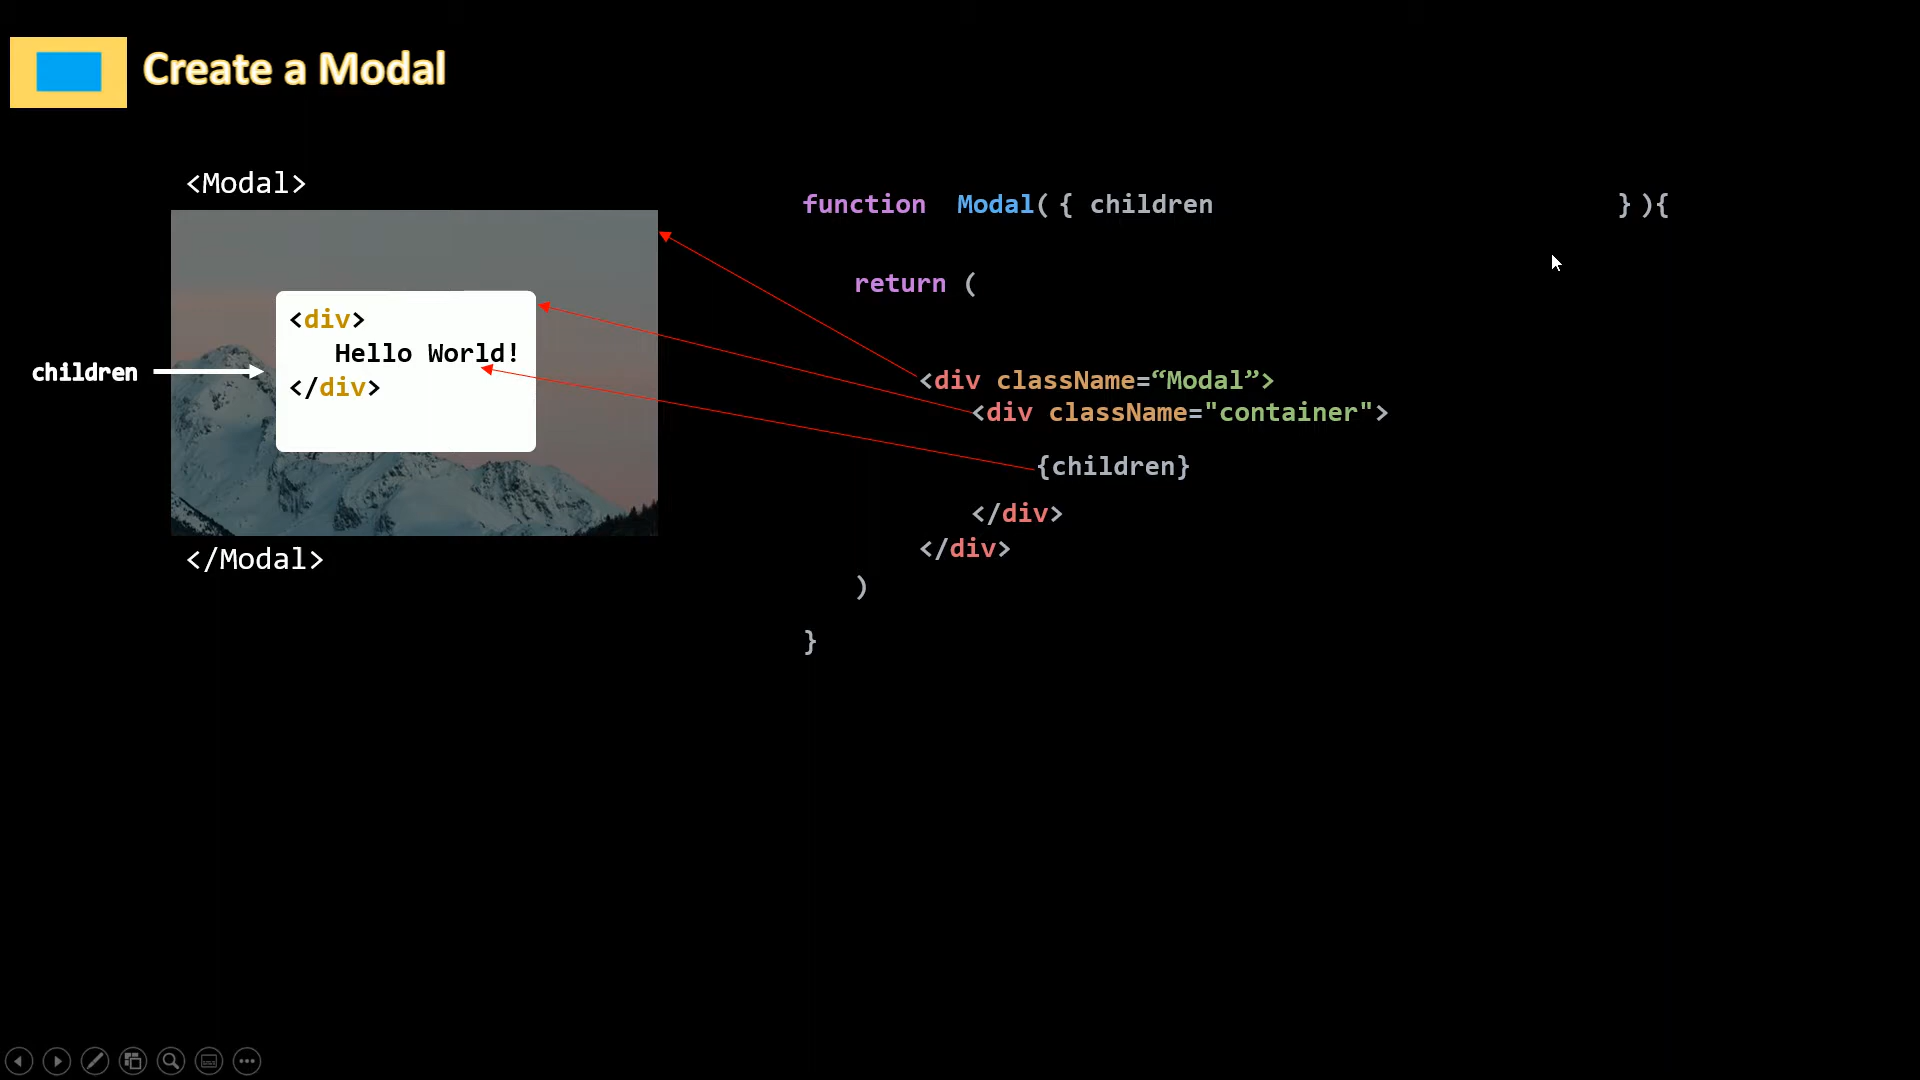 Create a Modal
<Modal>
children
<div>
Hello World!
</div>
</Modal>
function Modal( { children } ){
return (
<div className=“Modal”>
<div className="container">
{children}
</div>
</div>
)
}